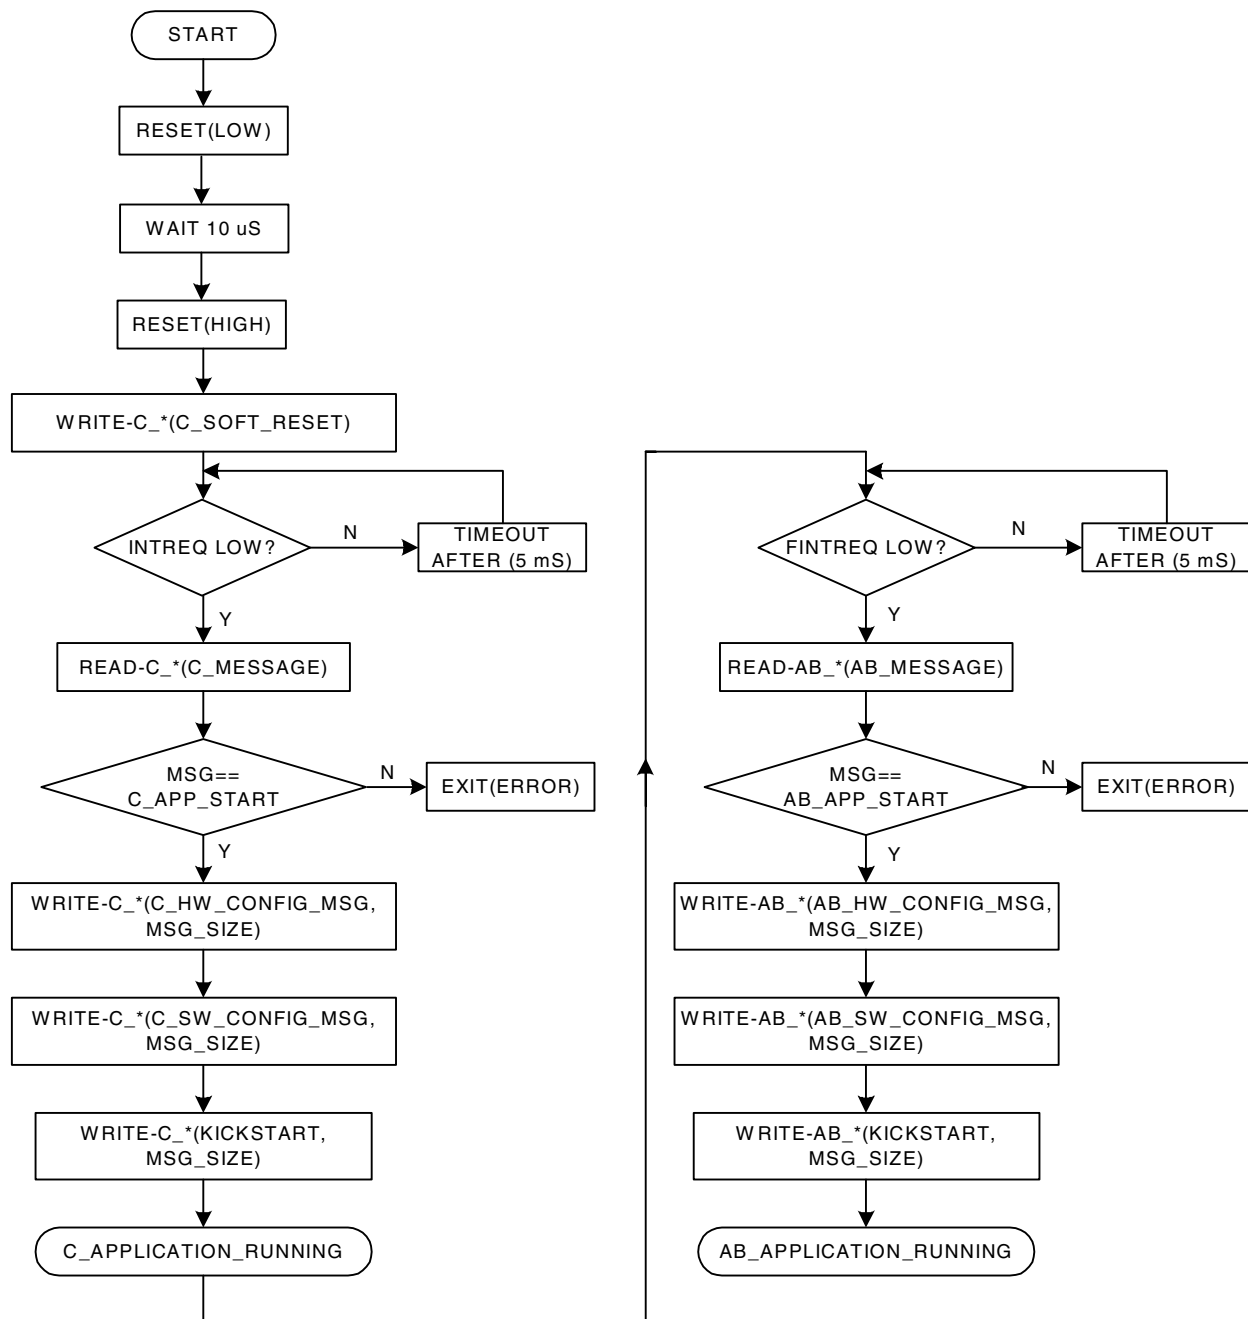 START
RESET(LOW)
WAIT 10 uS
RESET(HIGH)
WRITE-C_*(C_SOFT_RESET)
INTREQ LOW?
N
TIMEOUT
AFTER (5 mS)
Y
READ-C_*(C_MESSAGE)
MSG==
C_APP_START
N
EXIT(ERROR)
Y
WRITE-C_*(C_HW_CONFIG_MSG,
MSG_SIZE)
WRITE-C_*(C_SW_CONFIG_MSG,
MSG_SIZE)
WRITE-C_*(KICKSTART,
MSG_SIZE)
C_APPLICATION_RUNNING
FINTREQ LOW?
N
TIMEOUT
AFTER (5 mS)
Y
READ-AB_*(AB_MESSAGE)
MSG==
AB_APP_START
N
EXIT(ERROR)
Y
WRITE-AB_*(AB_HW_CONFIG_MSG,
MSG_SIZE)
WRITE-AB_*(AB_SW_CONFIG_MSG,
MSG_SIZE)
WRITE-AB_*(KICKSTART,
MSG_SIZE)
AB_APPLICATION_RUNNING